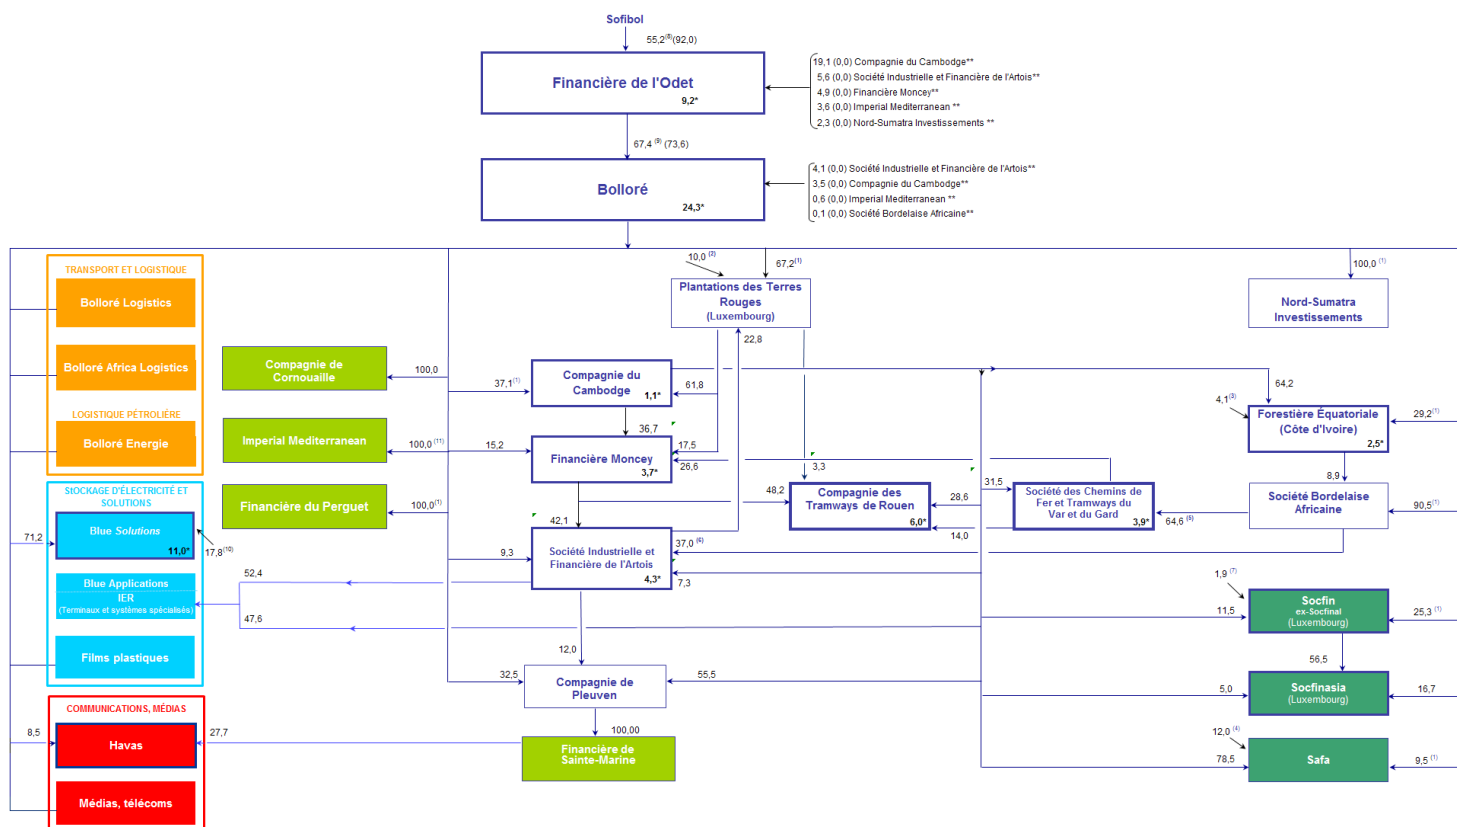 Sofibol
55,2(8)(92,0)
Financière de l'Odet
9,2*
19,1 (0,0) Compagnie du Cambodge**
5,6 (0,0) Société Industrielle et Financière de l'Artois**
4,9 (0,0) Financière Moncey**
3,6 (0,0) Imperial Mediterranean **
2,3 (0,0) Nord-Sumatra Investissements **
67,4 (9) (73,6)
Bolloré
24,3*
4,1 (0,0) Société Industrielle et Financière de l'Artois**
3,5 (0,0) Compagnie du Cambodge**
0,6 (0,0) Imperial Mediterranean **
0,1 (0,0) Société Bordelaise Africaine**
TRANSPORT ET LOGISTIQUE
Bolloré Logistics
Bolloré Africa Logistics
LOGISTIQUE PÉTROLIÈRE
Bolloré Energie
StOCKAGE D'ÉLECTRICITÉ ET
SOLUTIONS
71,2
Blue Solutions
11,0*
17,8(10)
Blue Applications
IER
(Terminaux et systèmes spécialisés)
52,4
47,6
Films plastiques
COMMUNICATIONS, MÉDIAS
8,5
Havas
27,7
Médias, télécoms
Compagnie de
Cornouaille
100,0
Imperial Mediterranean
100,0 (11)
Financière du Perguet
100,0(1)
10,0 (2)
67,2(1)
Plantations des Terres
Rouges
(Luxembourg)
22,8
37,1(1)
Compagnie du
Cambodge
1,1*
61,8
36,7
15,2
Financière Moncey
3,7*
17,5
26,6
3,3
42,1
9,3
Société Industrielle et
Financière de l'Artois
4,3*
37,0 (6)
7,3
48,2
Compagnie des
Tramways de Rouen
6,0*
28,6
14,0
31,5
Société des Chemins de
Fer et Tramways du
Var et du Gard
3,9*
64,6 (5)
12,0
32,5
Compagnie de
Pleuven
55,5
100,00
Financière de
Sainte-Marine
100,0 (1)
Nord-Sumatra
Investissements
64,2
4,1(3)
Forestière Équatoriale
(Côte d'Ivoire)
2,5*
29,2(1)
8,9
Société Bordelaise
Africaine
90,5(1)
1,9 (7)
11,5
Socfin
ex-Socfinal
(Luxembourg)
25,3 (1)
56,5
5,0
Socfinasia
(Luxembourg)
16,7
12,0 (4)
78,5
Safa
9,5 (1)